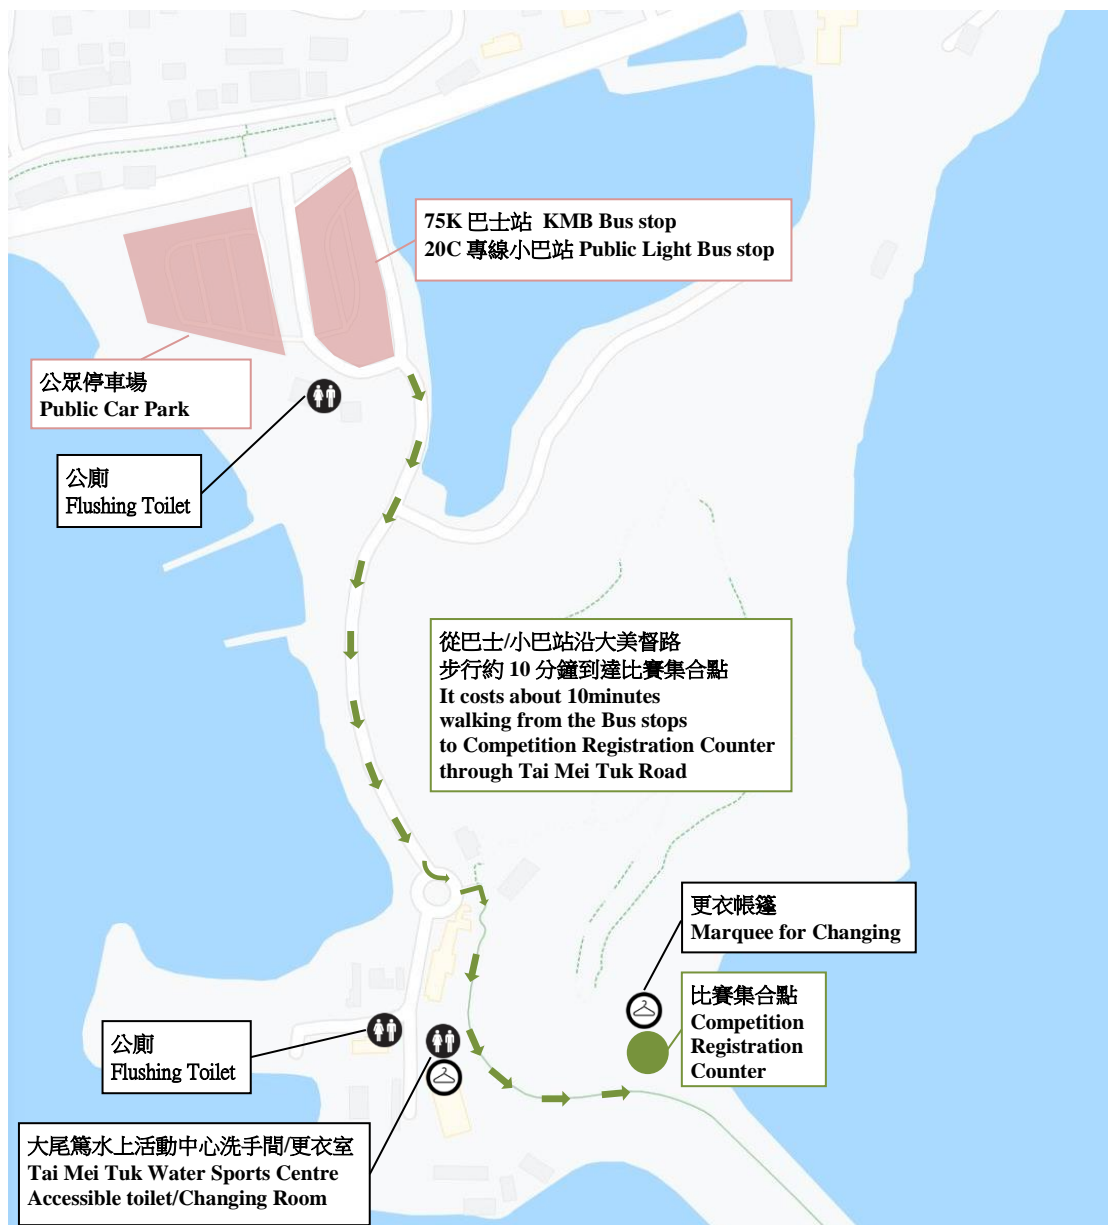 75K 巴士站 KMB Bus stop
20C 專線小巴站 Public Light Bus stop
公眾停車場
Public Car Park
公廁
Flushing Toilet
從巴士/小巴站沿大美督路
步行約 10 分鐘到達比賽集合點
It costs about 10minutes
walking from the Bus stops
to Competition Registration Counter
through Tai Mei Tuk Road
更衣帳篷
Marquee for Changing
比賽集合點
Competition
Registration
Counter
公廁
Flushing Toilet
大尾篤水上活動中心洗手間/更衣室
Tai Mei Tuk Water Sports Centre
Accessible toilet/Changing Room